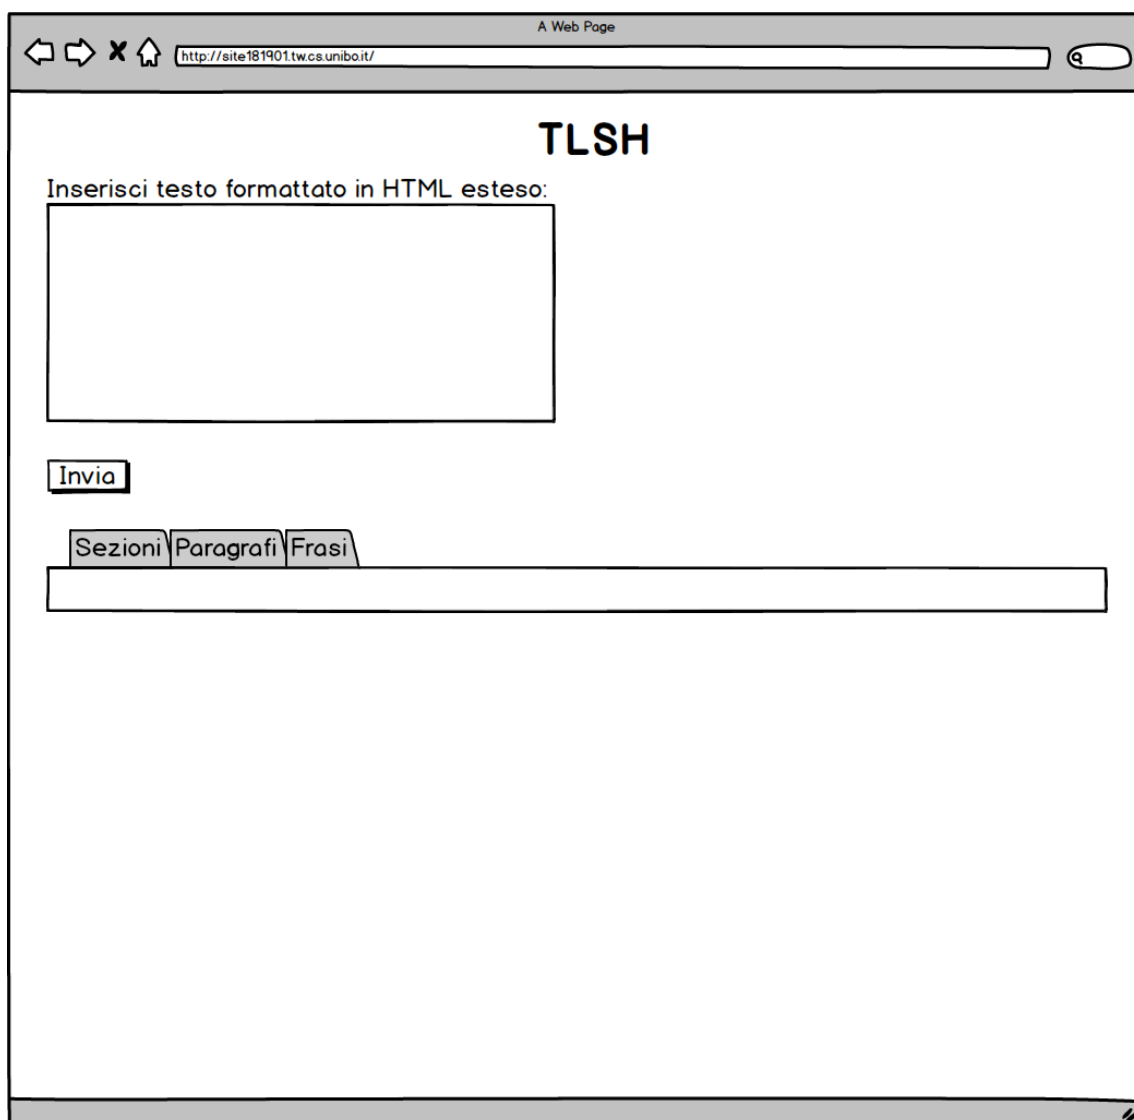 A Web Page
http://site181901.tw.cs.unibo.it/
TLSH
Inserisci testo formattato in HTML esteso:
Invia
Sezioni Paragrafi Frasi